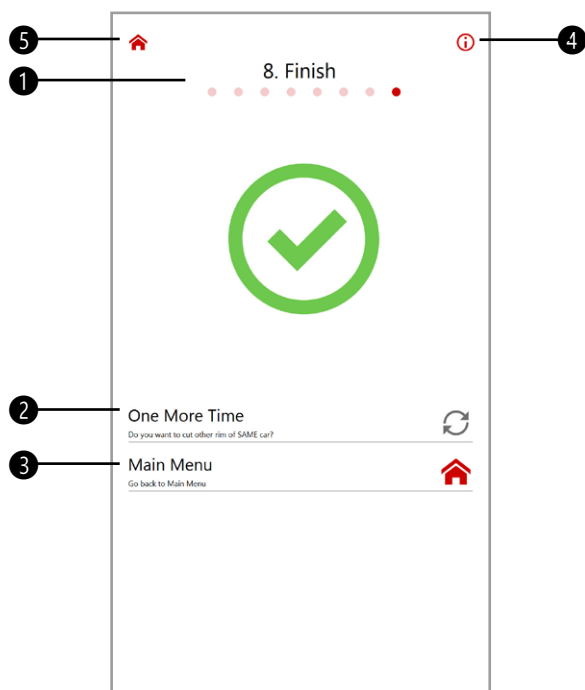 5
4
8. Finish
1
2
One More Time
Do you want to cut other rim of SAME car?
3
Main Menu
Go back to Main Menu